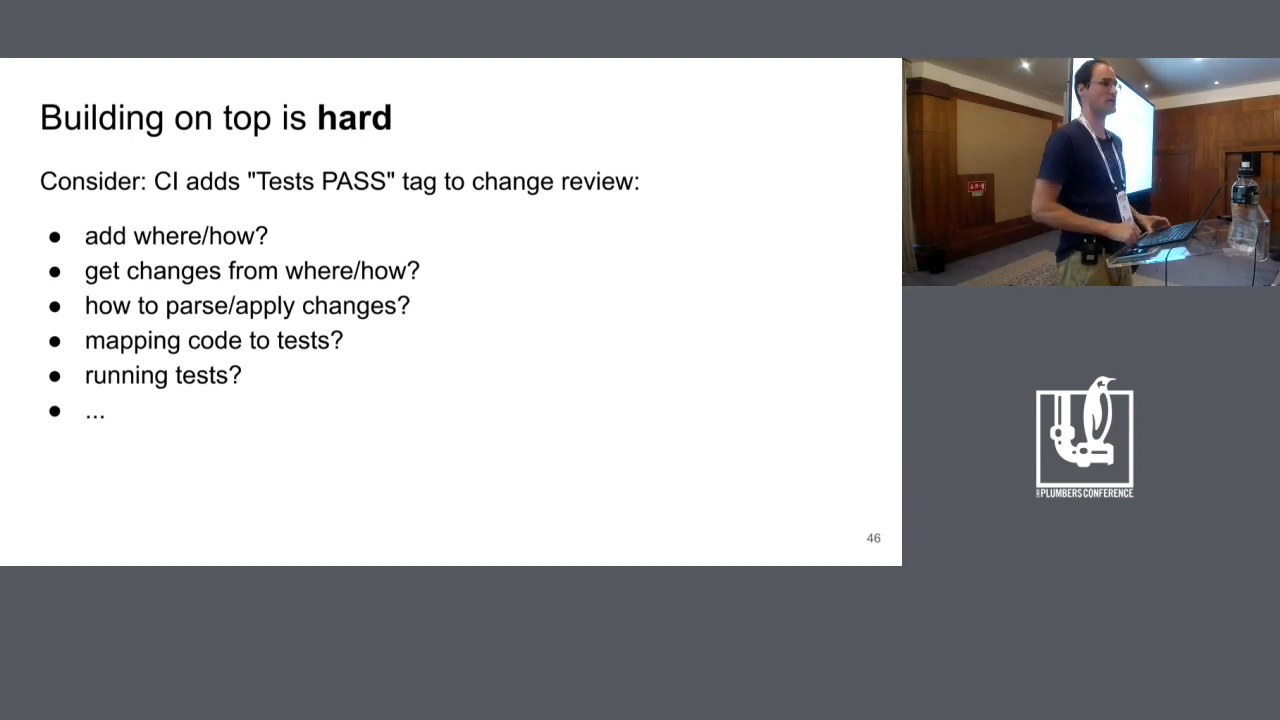 Building on top is hard
Consider: CI adds "Tests PASS" tag to change review:
● add where/how?
● get changes from where/how?
● how to parse/apply changes?
● mapping code to tests?
● running tests?
● ...
46
PLUMBERS CONFERENCE